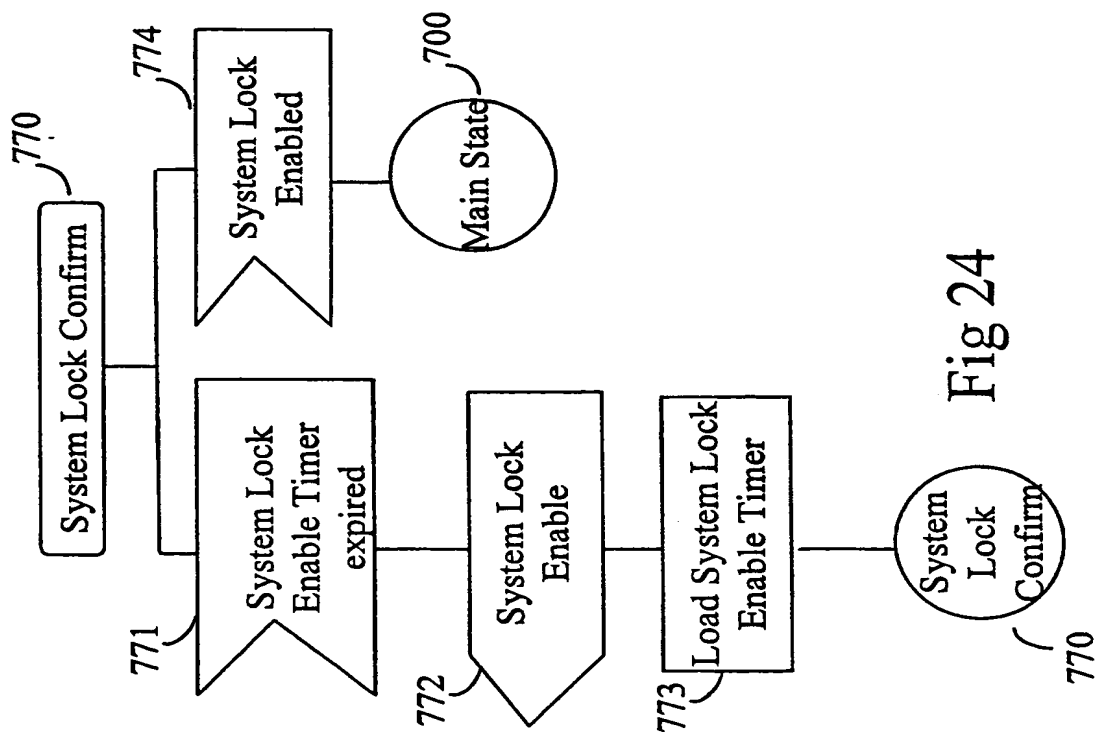 770
System Lock Confirm
771
System Lock
Enable Timer
expired
774
System Lock
Enabled
772
System Lock
Enable
700
Main State
773
Load System Lock
Enable Timer
770
System
Lock
Confirm
Fig 24